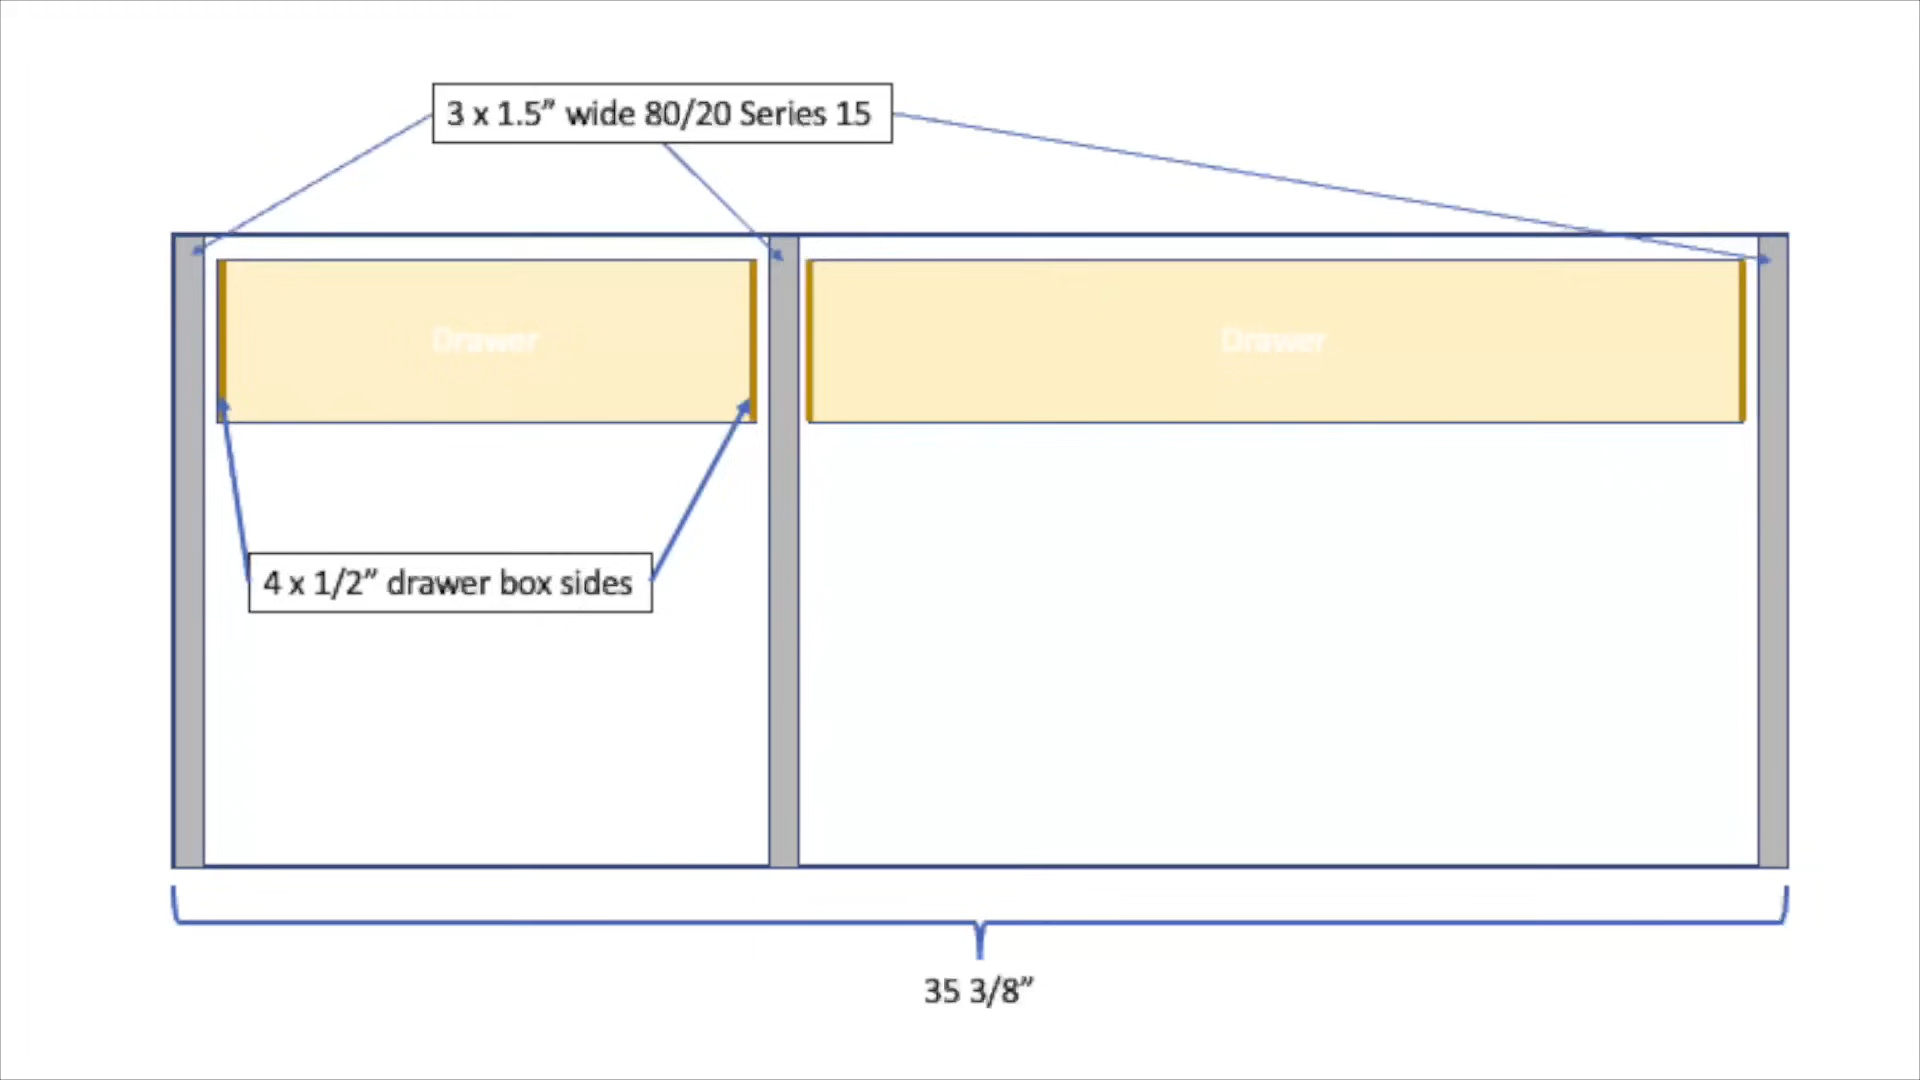 3 x 1.5” wide 80/20 Series 15
Drawer
Drawer
4 x 1/2” drawer box sides
35 3/8”